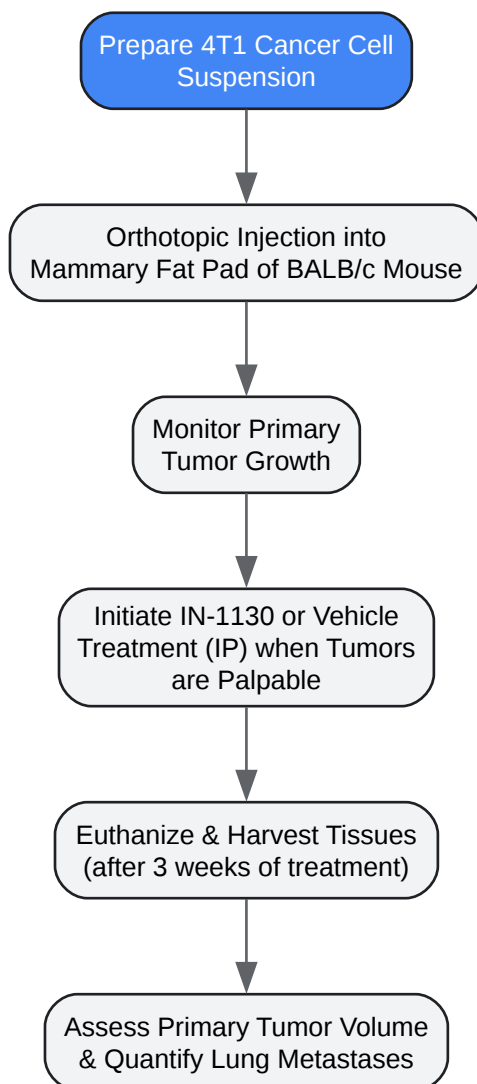 Prepare 4T1 Cancer Cell
Suspension
Orthotopic Injection into
Mammary Fat Pad of BALB/c Mouse
Monitor Primary
Tumor Growth
Initiate IN-1130 or Vehicle
Treatment (IP) when Tumors
are Palpable
Euthanize & Harvest Tissues
(after 3 weeks of treatment)
Assess Primary Tumor Volume
& Quantify Lung Metastases